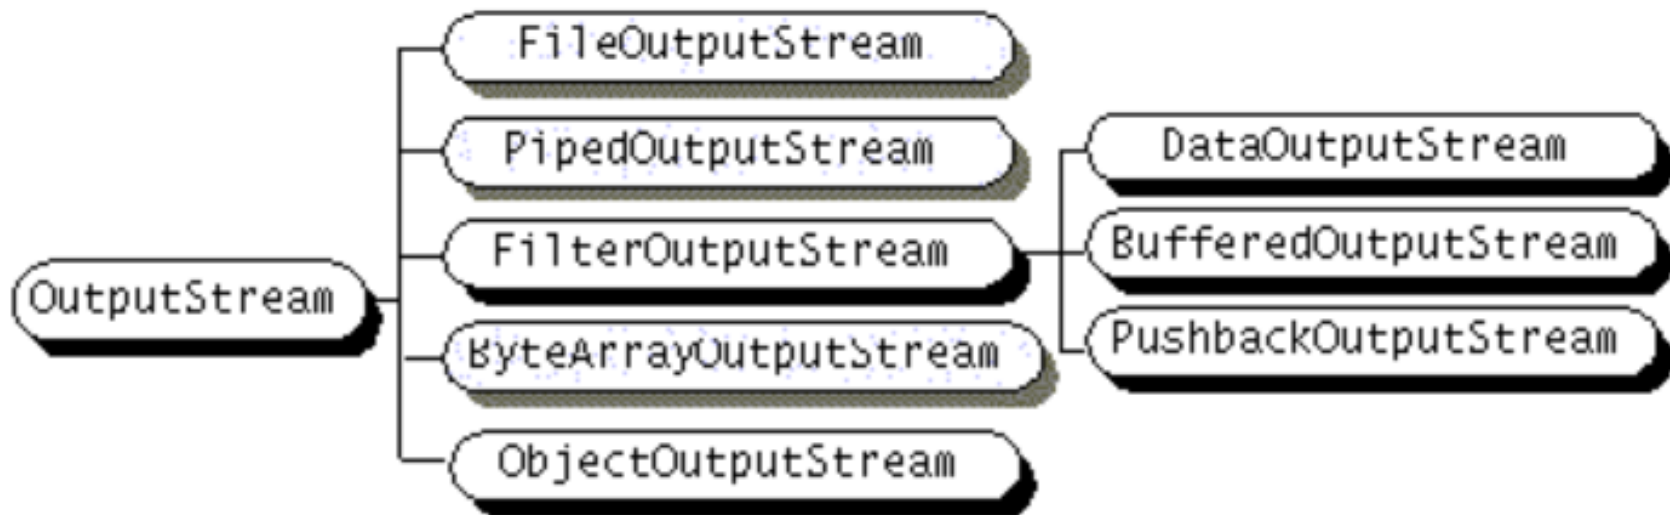 FileOutputStream
PipedOutputStream
DataOutputStream
FilterOutputStream
BufferedOutputStream
OutputStream
ByteArrayOutputStream
PushbackOutputStream
ObjectOutputStream